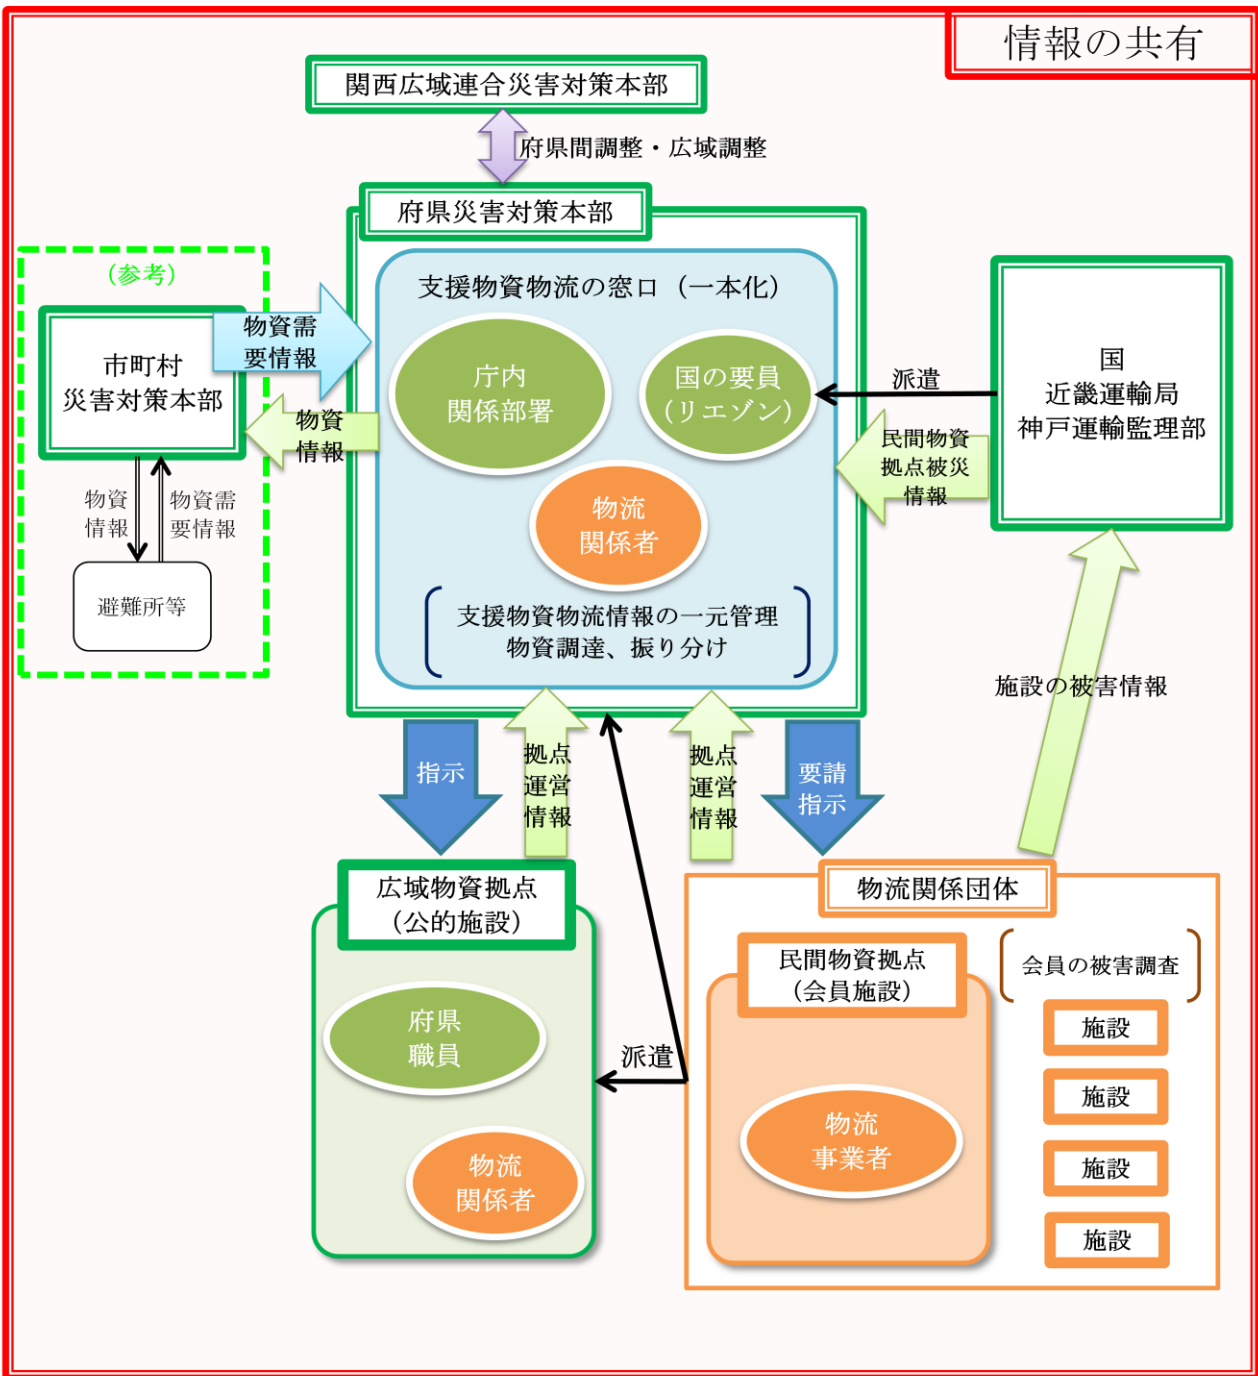 情報の共有
関西広域連合災害対策本部
府県間調整・広域調整
府県災害対策本部
(参考)
市町村
災害対策本部
物資需
要情報
物資
情報
物資
情報
物資需
要情報
避難所等
支援物資物流の窓口（一本化）
庁内
関係部署
国の要員
(リエゾン)
物流
関係者
支援物資物流情報の一元管理
物資調達、振り分け
派遣
民間物資
拠点被災
情報
国
近畿運輸局
神戸運輸監理部
施設の被害情報
指示
拠点
運営
情報
拠点
運営
情報
要請
指示
広域物資拠点
（公的施設）
府県
職員
物流
関係者
派遣
物流関係団体
民間物資拠点
（会員施設）
物流
事業者
会員の被害調査
施設
施設
施設
施設